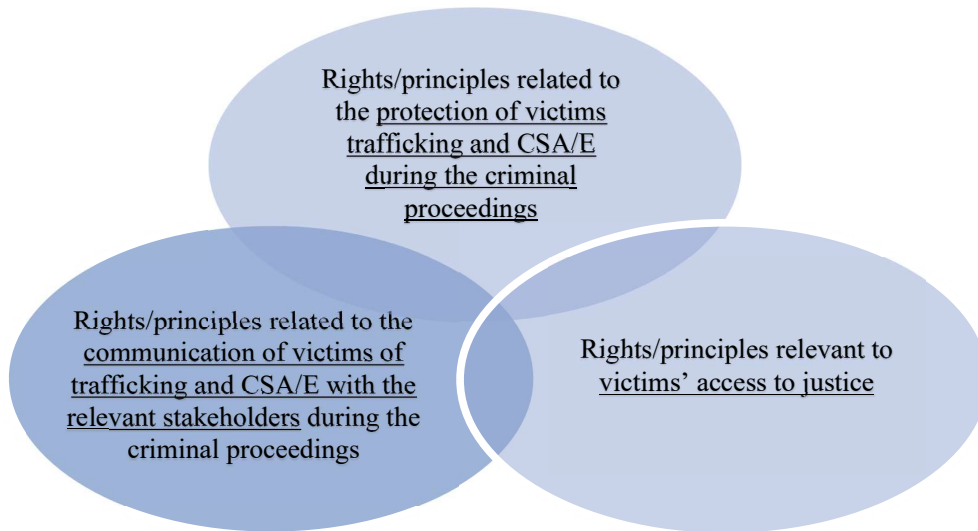 Rights/principles related to
the protection of victims
trafficking and CSA/E
during the criminal
proceedings
Rights/principles related to the
communication of victims of
trafficking and CSA/E with the
relevant stakeholders during the
criminal proceedings
Rights/principles relevant to
victims’ access to justice